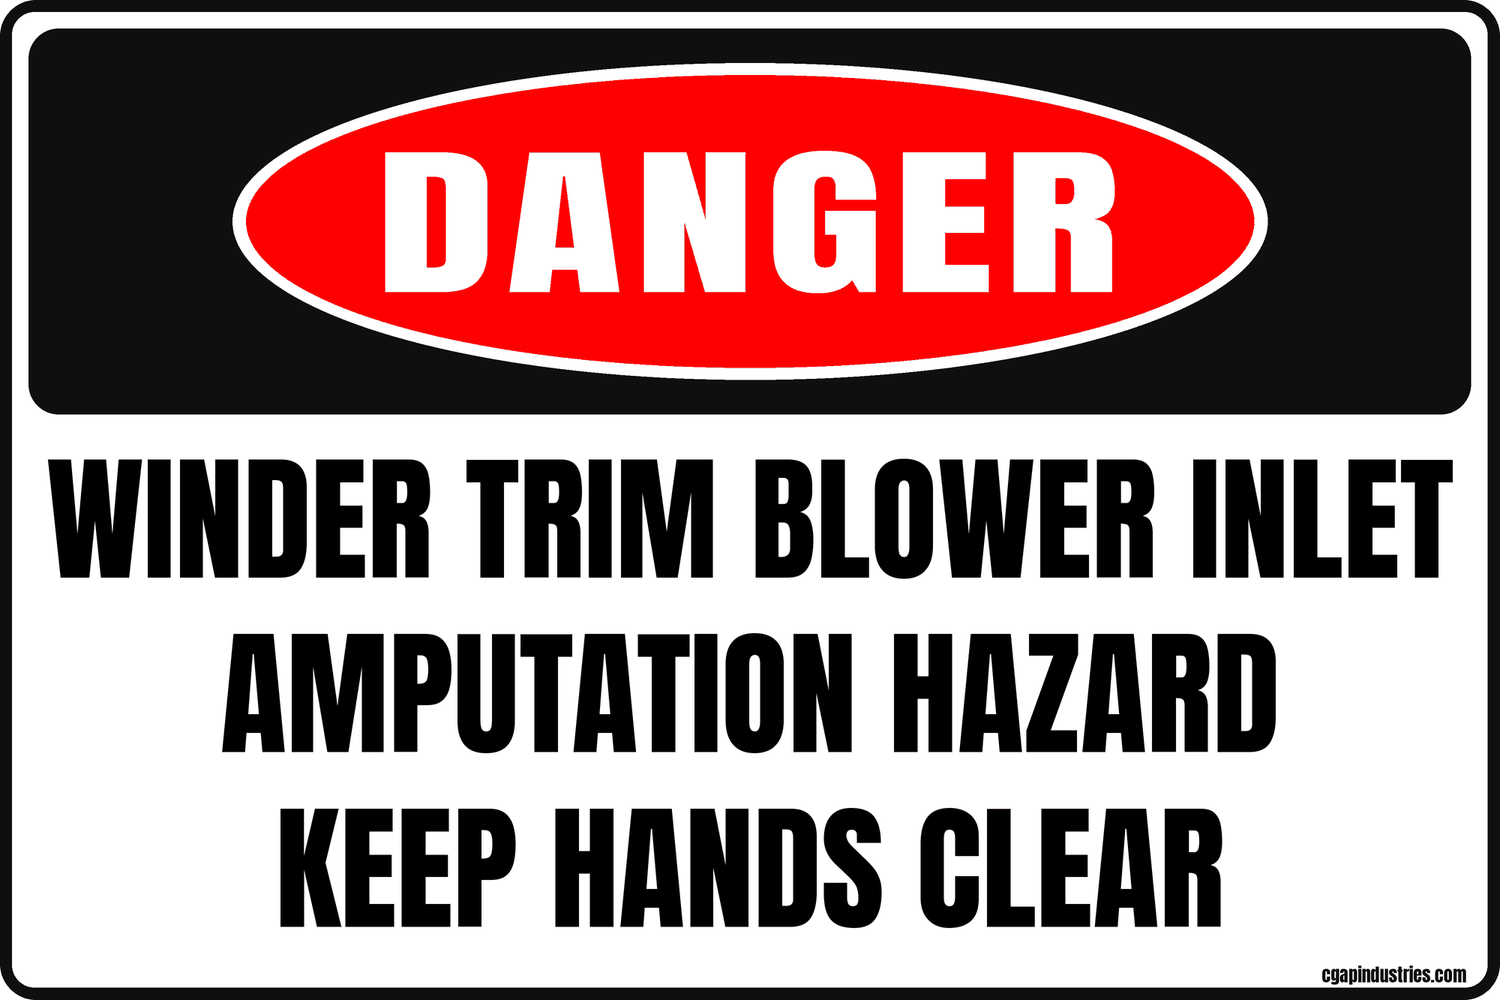 DANGER
WINDER TRIM BLOWER INLET
AMPUTATION HAZARD
KEEP HANDS CLEAR
cgapindustries.com